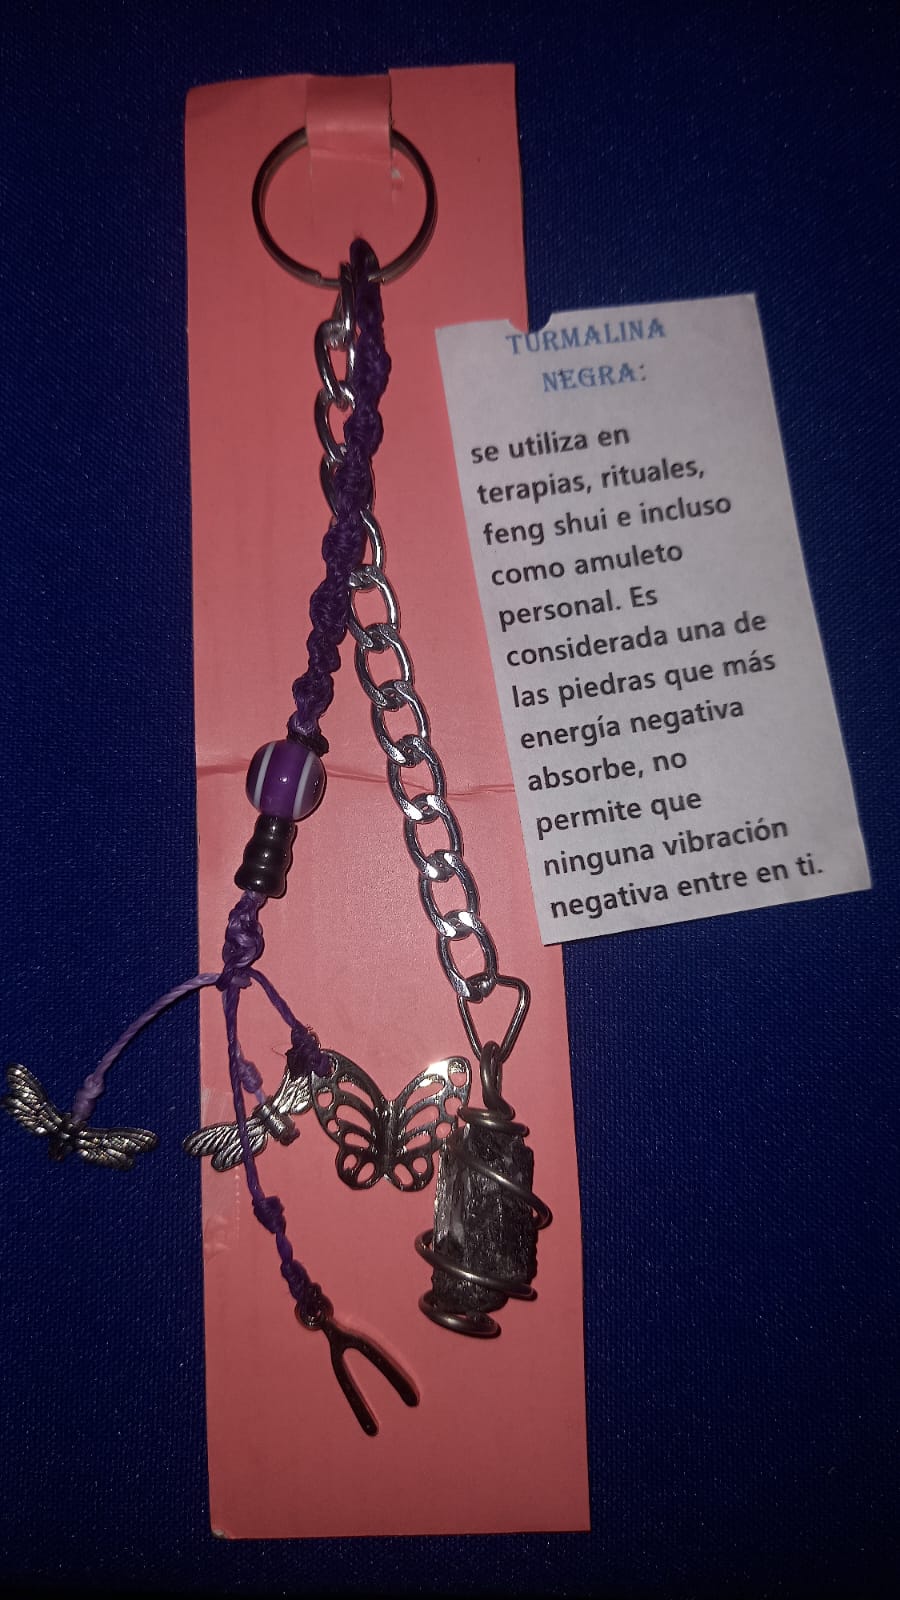 TURMALINA
NEGRA:
se utiliza en
terapias, rituales,
feng shui e incluso
como amuleto
personal. Es
considerada una de
las piedras que más
energía negativa
absorbe, no
permite que
ninguna vibración
negativa entre en ti.